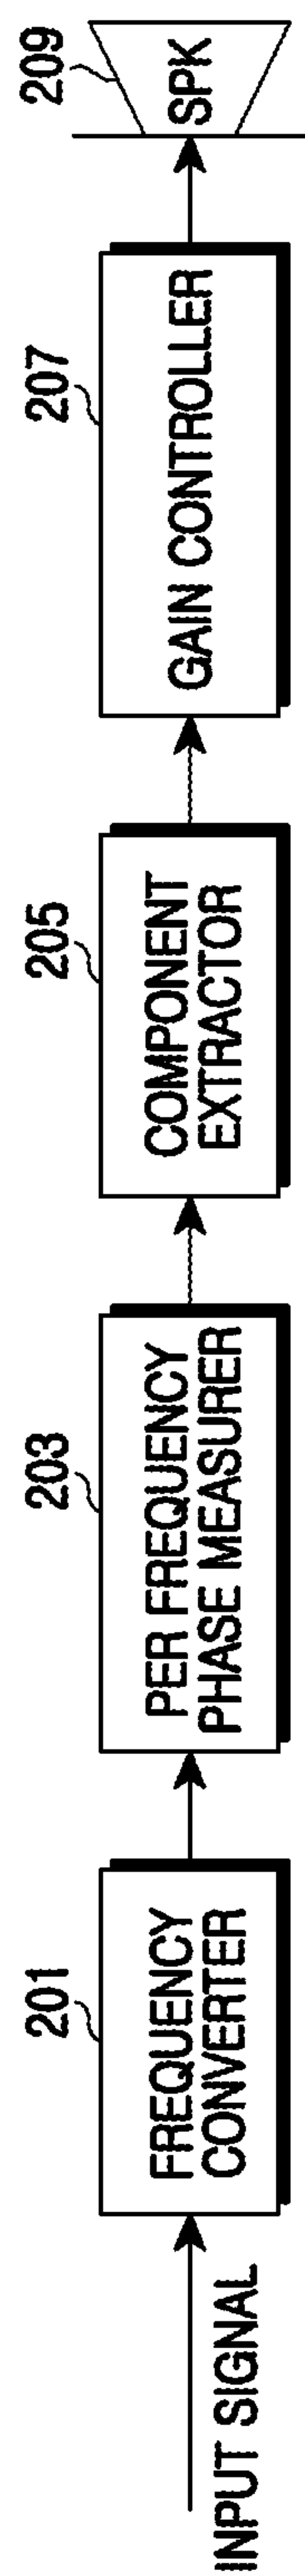 INPUT SIGNAL
201
FREQUENCY
CONVERTER
203
PER FREQUENCY
PHASE MEASURER
205
COMPONENT
EXTRACTOR
207
GAIN CONTROLLER
209
SPK